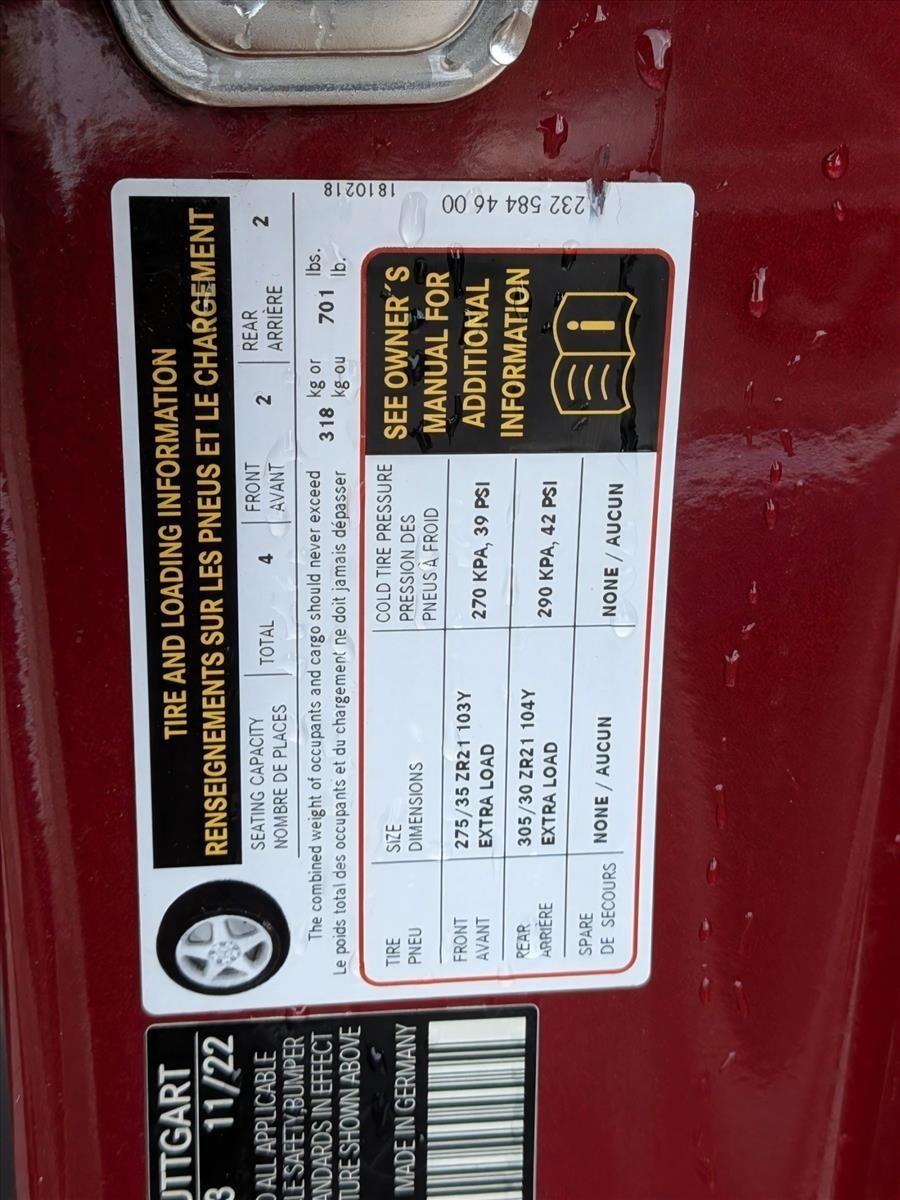 TIRE AND LOADING INFORMATION
RENSEIGNEMENTS SUR LES PNEUS ET LE CHARGEMENT
SEATING CAPACITY TOTAL 4 FRONT 2 REAR 2
NOMBRE DE PLACES AVANT ARRIÈRE
The combined weight of occupants and cargo should never exceed 318 kg or 701 lbs.
Le poids total des occupants et du chargement ne doit jamais dépasser kg ou lb.
1810218
TIRE SIZE COLD TIRE PRESSURE
PNEU DIMENSIONS PRESSION DES
PNEUS À FROID
FRONT 275/35 ZR21 103Y 270 KPA, 39 PSI
AVANT EXTRA LOAD
REAR 305/30 ZR21 104Y 290 KPA, 42 PSI
ARRIÈRE EXTRA LOAD
SPARE NONE / AUCUN NONE / AUCUN
DE SECOURS
SEE OWNER'S
MANUAL FOR
ADDITIONAL
INFORMATION
i
232 584 46 00
UTTGART
3 11/22
ALL APPLICABLE
SAFETY, BUMPER
IN EFFECT
SHOWN ABOVE
MADE IN GERMANY